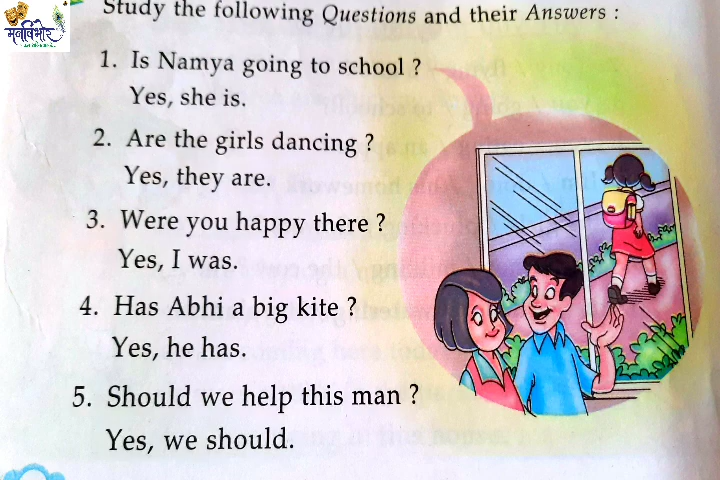 मनर्विभोर
Study the following Questions and their Answers :
1. Is Namya going to school ?
Yes, she is.
2. Are the girls dancing ?
Yes, they are.
3. Were you happy there ?
Yes, I was.
4. Has Abhi a big kite ?
Yes, he has.
5. Should we help this man ?
Yes, we should.